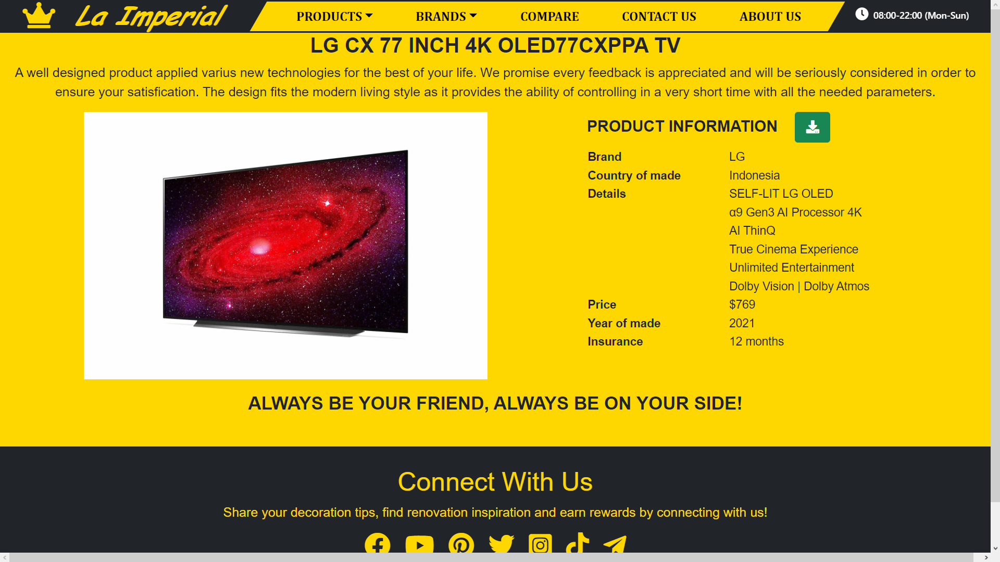 La Imperial
PRODUCTS
BRANDS
COMPARE
CONTACT US
ABOUT US
08:00-22:00 (Mon-Sun)
LG CX 77 INCH 4K OLED77CXPPA TV
A well designed product applied varius new technologies for the best of your life. We promise every feedback is appreciated and will be seriously considered in order to
ensure your satisfication. The design fits the modern living style as it provides the ability of controlling in a very short time with all the needed parameters.
PRODUCT INFORMATION
Brand LG
Country of made Indonesia
Details SELF-LIT LG OLED
α9 Gen3 AI Processor 4K
AI ThinQ
True Cinema Experience
Unlimited Entertainment
Dolby Vision | Dolby Atmos
Price $769
Year of made 2021
Insurance 12 months
ALWAYS BE YOUR FRIEND, ALWAYS BE ON YOUR SIDE!
Connect With Us
Share your decoration tips, find renovation inspiration and earn rewards by connecting with us!